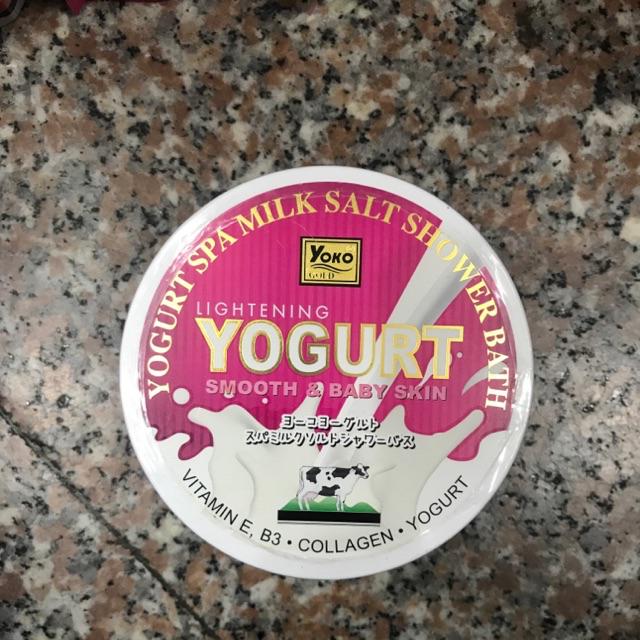 YOGURT SPA MILK SALT SHOWER BATH
YOKO
GOLD
LIGHTENING
YOGURT
SMOOTH & BABY SKIN
ヨーコヨーグルト
スパミルクソルトシャワーバス
VITAMIN E, B3 • COLLAGEN • YOGURT